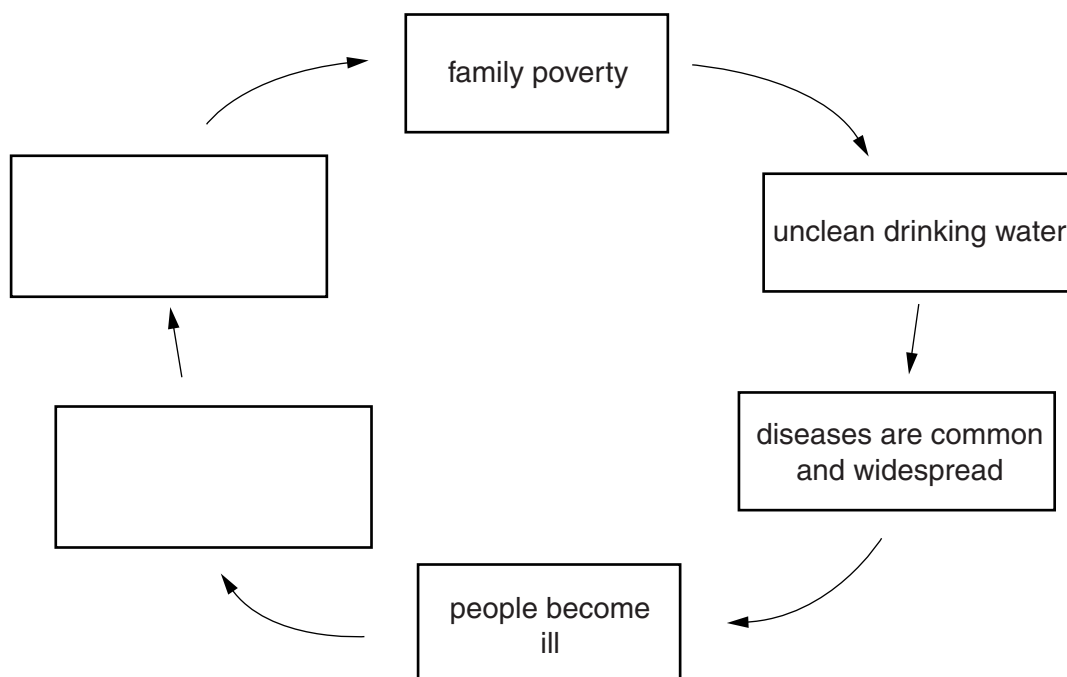 family poverty
unclean drinking water
diseases are common
and widespread
people become
ill